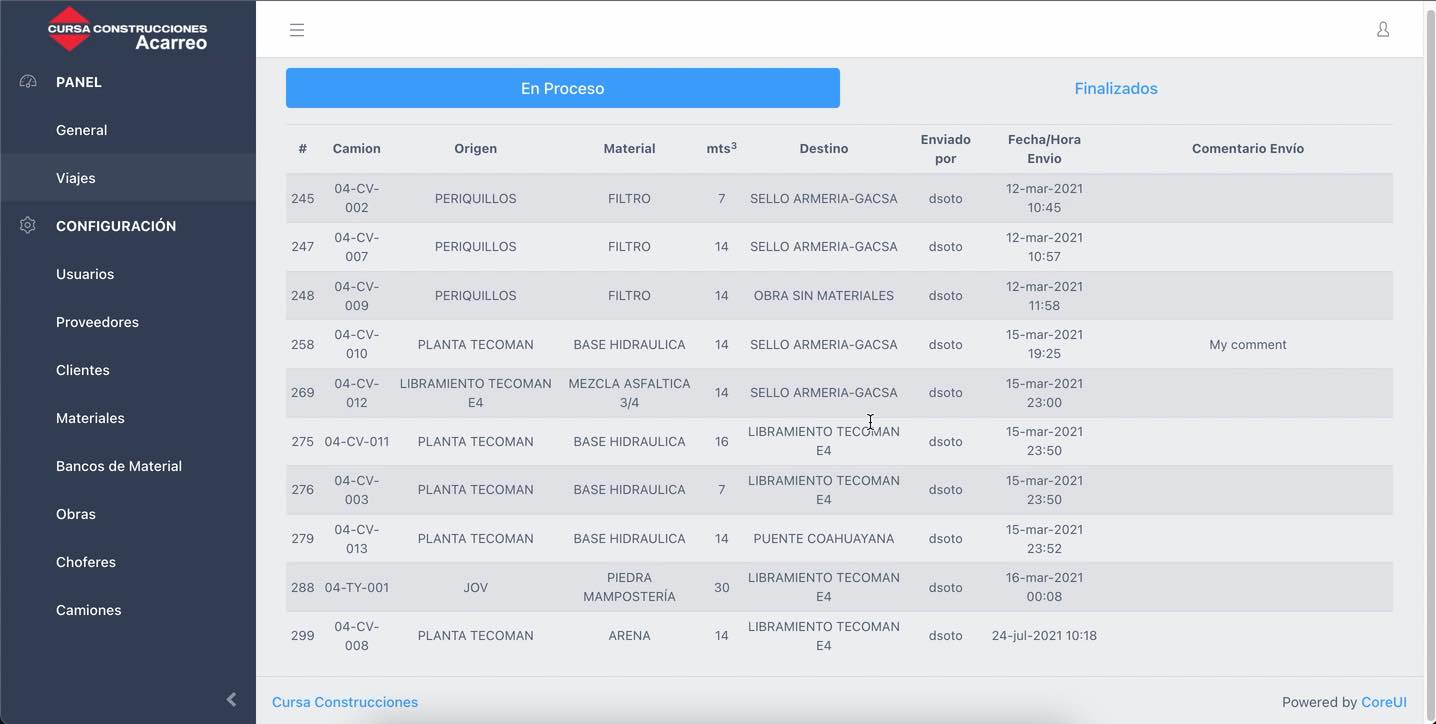 CURSA CONSTRUCCIONES
Acarreo
PANEL
General
Viajes
CONFIGURACIÓN
Usuarios
Proveedores
Clientes
Materiales
Bancos de Material
Obras
Choferes
Camiones
En Proceso Finalizados
# Camion Origen Material mts³ Destino Enviado por Fecha/Hora Envio Comentario Envío
245 04-CV-002 PERIQUILLOS FILTRO 7 SELLO ARMERIA-GACSA dsoto 12-mar-2021 10:45
247 04-CV-007 PERIQUILLOS FILTRO 14 SELLO ARMERIA-GACSA dsoto 12-mar-2021 10:57
248 04-CV-009 PERIQUILLOS FILTRO 14 OBRA SIN MATERIALES dsoto 12-mar-2021 11:58
258 04-CV-010 PLANTA TECOMAN BASE HIDRAULICA 14 SELLO ARMERIA-GACSA dsoto 15-mar-2021 19:25 My comment
269 04-CV-012 LIBRAMIENTO TECOMAN E4 MEZCLA ASFALTICA 3/4 14 SELLO ARMERIA-GACSA dsoto 15-mar-2021 23:00
275 04-CV-011 PLANTA TECOMAN BASE HIDRAULICA 16 LIBRAMIENTO TECOMAN E4 dsoto 15-mar-2021 23:50
276 04-CV-003 PLANTA TECOMAN BASE HIDRAULICA 7 LIBRAMIENTO TECOMAN E4 dsoto 15-mar-2021 23:50
279 04-CV-013 PLANTA TECOMAN BASE HIDRAULICA 14 PUENTE COAHUAYANA dsoto 15-mar-2021 23:52
288 04-TY-001 JOV PIEDRA MAMPOSTERÍA 30 LIBRAMIENTO TECOMAN E4 dsoto 16-mar-2021 00:08
299 04-CV-008 PLANTA TECOMAN ARENA 14 LIBRAMIENTO TECOMAN E4 dsoto 24-jul-2021 10:18
Cursa Construcciones Powered by CoreUI